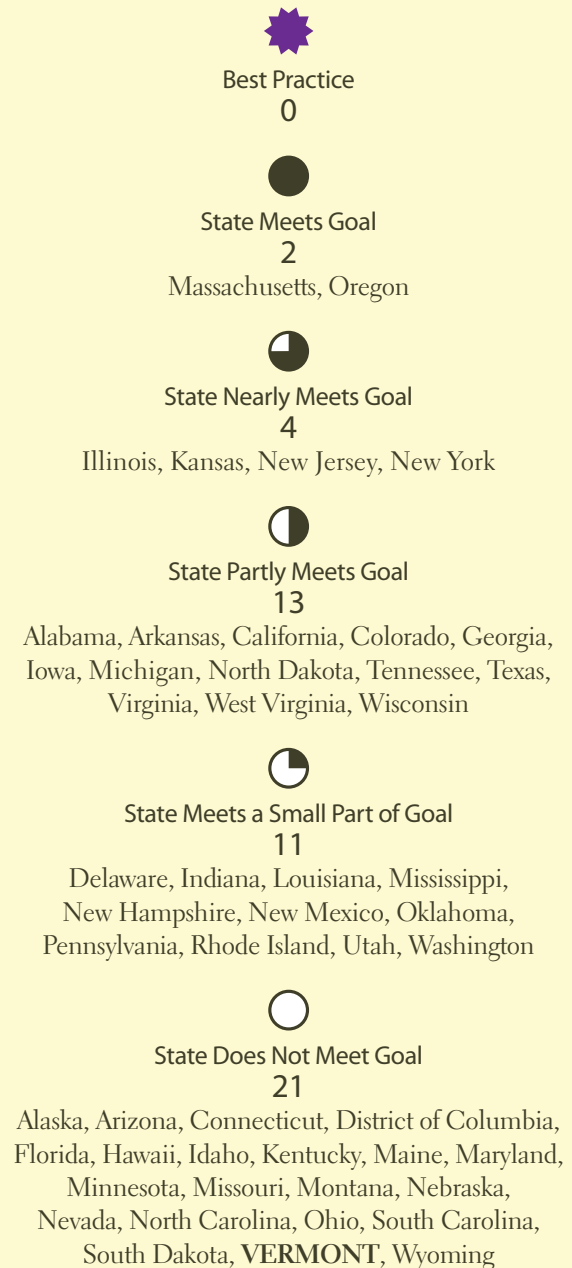 Best Practice
0
State Meets Goal
2
Massachusetts, Oregon
State Nearly Meets Goal
4
Illinois, Kansas, New Jersey, New York
State Partly Meets Goal
13
Alabama, Arkansas, California, Colorado, Georgia,
Iowa, Michigan, North Dakota, Tennessee, Texas,
Virginia, West Virginia, Wisconsin
State Meets a Small Part of Goal
11
Delaware, Indiana, Louisiana, Mississippi,
New Hampshire, New Mexico, Oklahoma,
Pennsylvania, Rhode Island, Utah, Washington
State Does Not Meet Goal
21
Alaska, Arizona, Connecticut, District of Columbia,
Florida, Hawaii, Idaho, Kentucky, Maine, Maryland,
Minnesota, Missouri, Montana, Nebraska,
Nevada, North Carolina, Ohio, South Carolina,
South Dakota, VERMONT, Wyoming